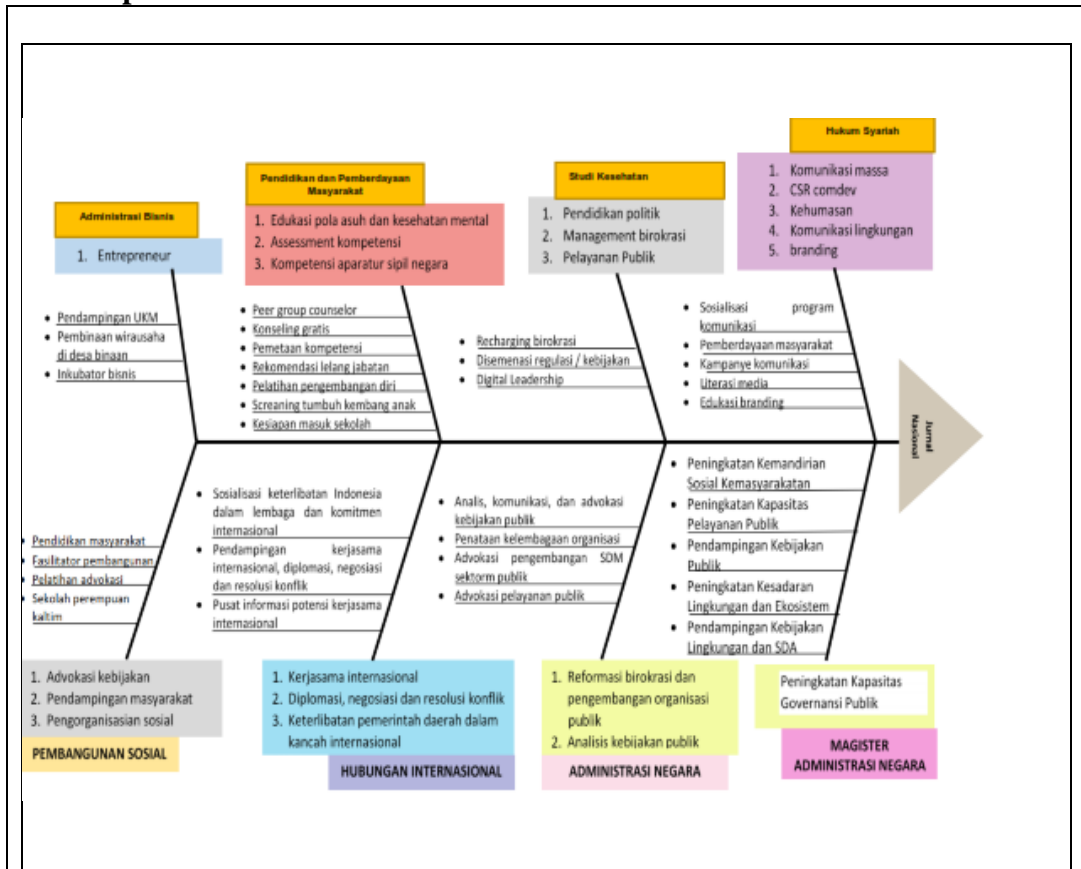 Hukum Syariah
1. Komunikasi massa
2. CSR comdev
3. Kehumasan
4. Komunikasi lingkungan
5. branding
Pendidikan dan Pemberdayaan
Masyarakat
1. Edukasi pola asuh dan kesehatan mental
2. Assessment kompetensi
3. Kompetensi aparatur sipil negara
Studi Kesehatan
1. Pendidikan politik
2. Management birokrasi
3. Pelayanan Publik
Administrasi Bisnis
1. Entrepreneur
• Pendampingan UKM
• Pembinaan wirausaha
di desa binaan
• Inkubator bisnis
• Peer group counselor
• Konseling gratis
• Pemetaan kompetensi
• Rekomendasi lelang jabatan
• Pelatihan pengembangan diri
• Screaning tumbuh kembang anak
• Kesiapan masuk sekolah
• Recharging birokrasi
• Disemenasi regulasi / kebijakan
• Digital Leadership
• Sosialisasi program
komunikasi
• Pemberdayaan masyarakat
• Kampanye komunikasi
• Literasi media
• Edukasi branding
Jurnal
Nasional
• Pendidikan masyarakat
• Fasilitator pembangunan
• Pelatihan advokasi
• Sekolah perempuan
kaltim
• Sosialisasi keterlibatan Indonesia
dalam lembaga dan komitmen
internasional
• Pendampingan kerjasama
internasional, diplomasi, negosiasi
dan resolusi konflik
• Pusat informasi potensi kerjasama
internasional
• Analis, komunikasi, dan advokasi
kebijakan publik
• Penataan kelembagaan organisasi
• Advokasi pengembangan SDM
sektorm publik
• Advokasi pelayanan publik
• Peningkatan Kemandirian
Sosial Kemasyarakatan
• Peningkatan Kapasitas
Pelayanan Publik
• Pendampingan Kebijakan
Publik
• Peningkatan Kesadaran
Lingkungan dan Ekosistem
• Pendampingan Kebijakan
Lingkungan dan SDA
1. Advokasi kebijakan
2. Pendampingan masyarakat
3. Pengorganisasian sosial
PEMBANGUNAN SOSIAL
1. Kerjasama internasional
2. Diplomasi, negosiasi dan resolusi konflik
3. Keterlibatan pemerintah daerah dalam
kancah internasional
HUBUNGAN INTERNASIONAL
1. Reformasi birokrasi dan
pengembangan organisasi
publik
2. Analisis kebijakan publik
ADMINISTRASI NEGARA
Peningkatan Kapasitas
Governansi Publik
MAGISTER
ADMINISTRASI NEGARA